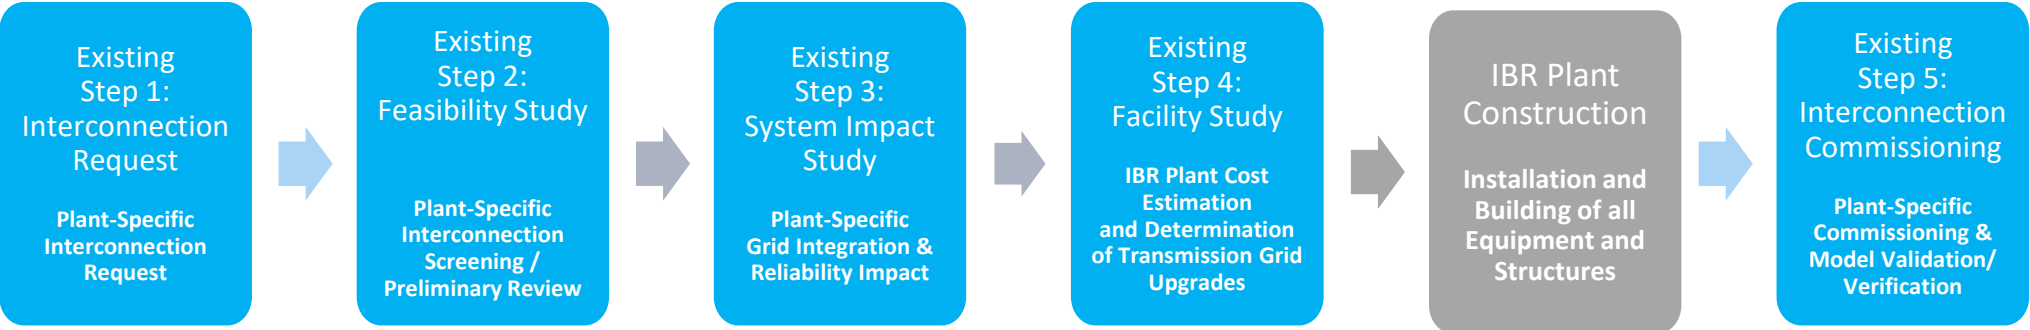 Existing
Step 1:
Interconnection
Request
Plant-Specific
Interconnection
Request
Existing
Step 2:
Feasibility Study
Plant-Specific
Interconnection
Screening /
Preliminary Review
Existing
Step 3:
System Impact
Study
Plant-Specific
Grid Integration &
Reliability Impact
Existing
Step 4:
Facility Study
IBR Plant Cost
Estimation
and Determination
of Transmission Grid
Upgrades
IBR Plant
Construction
Installation and
Building of all
Equipment and
Structures
Existing
Step 5:
Interconnection
Commissioning
Plant-Specific
Commissioning &
Model Validation/
Verification